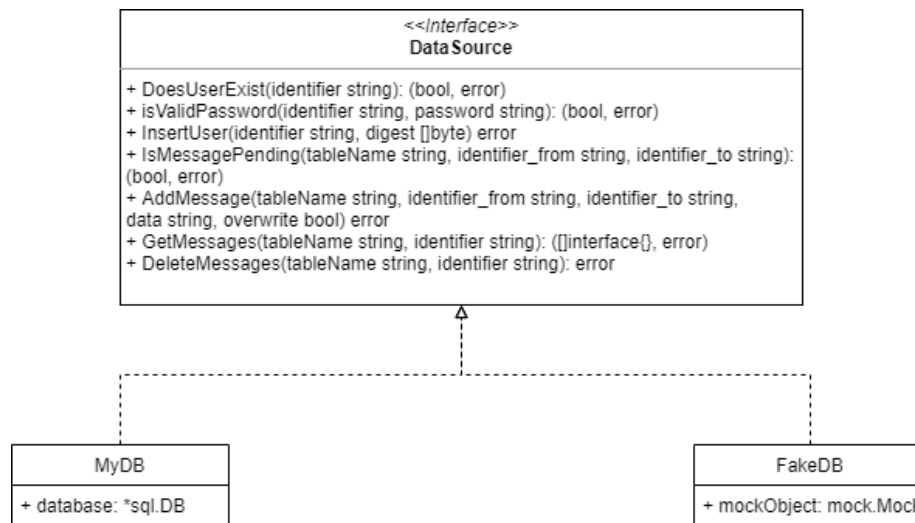 <<Interface>>
DataSource
+ DoesUserExist(identifier string): (bool, error)
+ isValidPassword(identifier string, password string): (bool, error)
+ InsertUser(identifier string, digest []byte) error
+ IsMessagePending(tableName string, identifier_from string, identifier_to string):
(bool, error)
+ AddMessage(tableName string, identifier_from string, identifier_to string,
data string, overwrite bool) error
+ GetMessages(tableName string, identifier string): ([]interface{}, error)
+ DeleteMessages(tableName string, identifier string): error
MyDB
+ database: *sql.DB
FakeDB
+ mockObject: mock.Mock